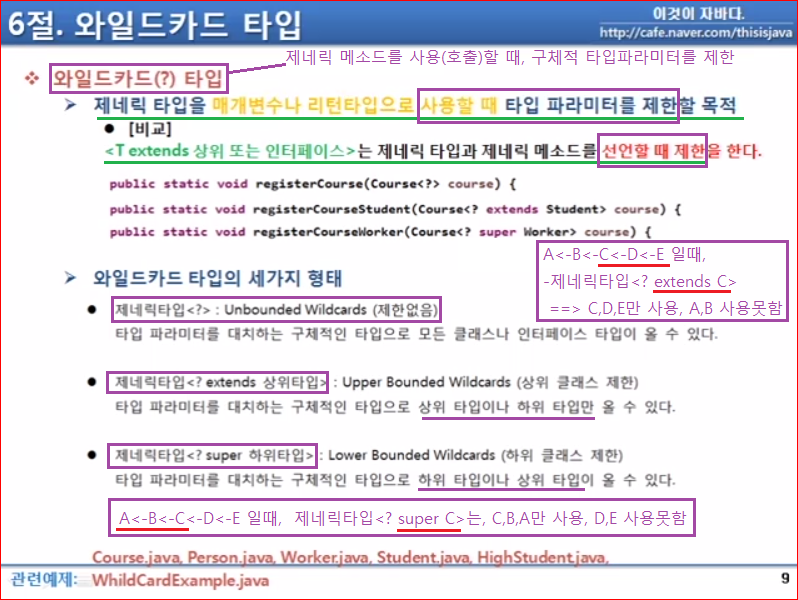 6절. 와일드카드 타입
이것이 자바다.
http://cafe.naver.com/thisisjava
제네릭 메소드를 사용(호출)할 때, 구체적 타입파라미터를 제한
❖ 와일드카드(?) 타입
➤ 제네릭 타입을 매개변수나 리턴타입으로 사용할 때 타입 파라미터를 제한할 목적
● [비교]
<T extends 상위 또는 인터페이스>는 제네릭 타입과 제네릭 메소드를 선언할 때 제한을 한다.
public static void registerCourse(Course<?> course) {
public static void registerCourseStudent(Course<? extends Student> course) {
public static void registerCourseWorker(Course<? super Worker> course) {
A<-B<-C<-D<-E 일때,
-제네릭타입<? extends C>
==> C,D,E만 사용, A,B 사용못함
➤ 와일드카드 타입의 세가지 형태
● 제네릭타입<?> : Unbounded Wildcards (제한없음)
타입 파라미터를 대치하는 구체적인 타입으로 모든 클래스나 인터페이스 타입이 올 수 있다.
● 제네릭타입<? extends 상위타입> : Upper Bounded Wildcards (상위 클래스 제한)
타입 파라미터를 대치하는 구체적인 타입으로 상위 타입이나 하위 타입만 올 수 있다.
● 제네릭타입<? super 하위타입> : Lower Bounded Wildcards (하위 클래스 제한)
타입 파라미터를 대치하는 구체적인 타입으로 하위 타입이나 상위 타입이 올 수 있다.
A<-B<-C<-D<-E 일때, 제네릭타입<? super C>는, C,B,A만 사용, D,E 사용못함
Course.java, Person.java, Worker.java, Student.java, HighStudent.java,
관련예제: WhildCardExample.java
9